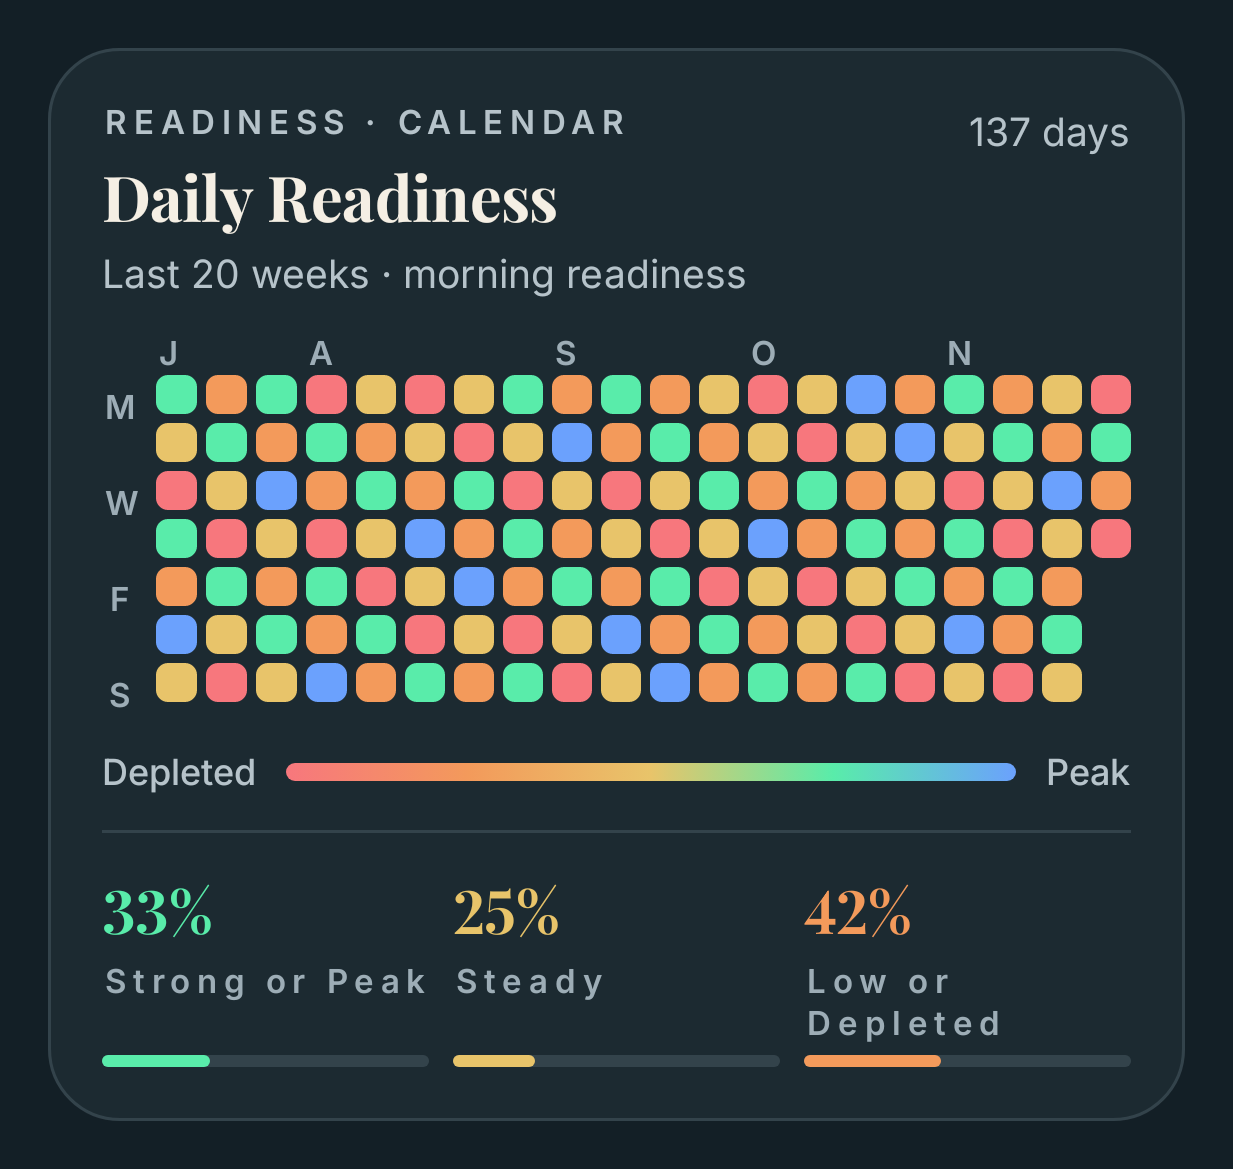 READINESS · CALENDAR
137 days
Daily Readiness
Last 20 weeks · morning readiness
J A S O N
M
W
F
S
Depleted Peak
33% 25% 42%
Strong or Peak Steady Low or
Depleted